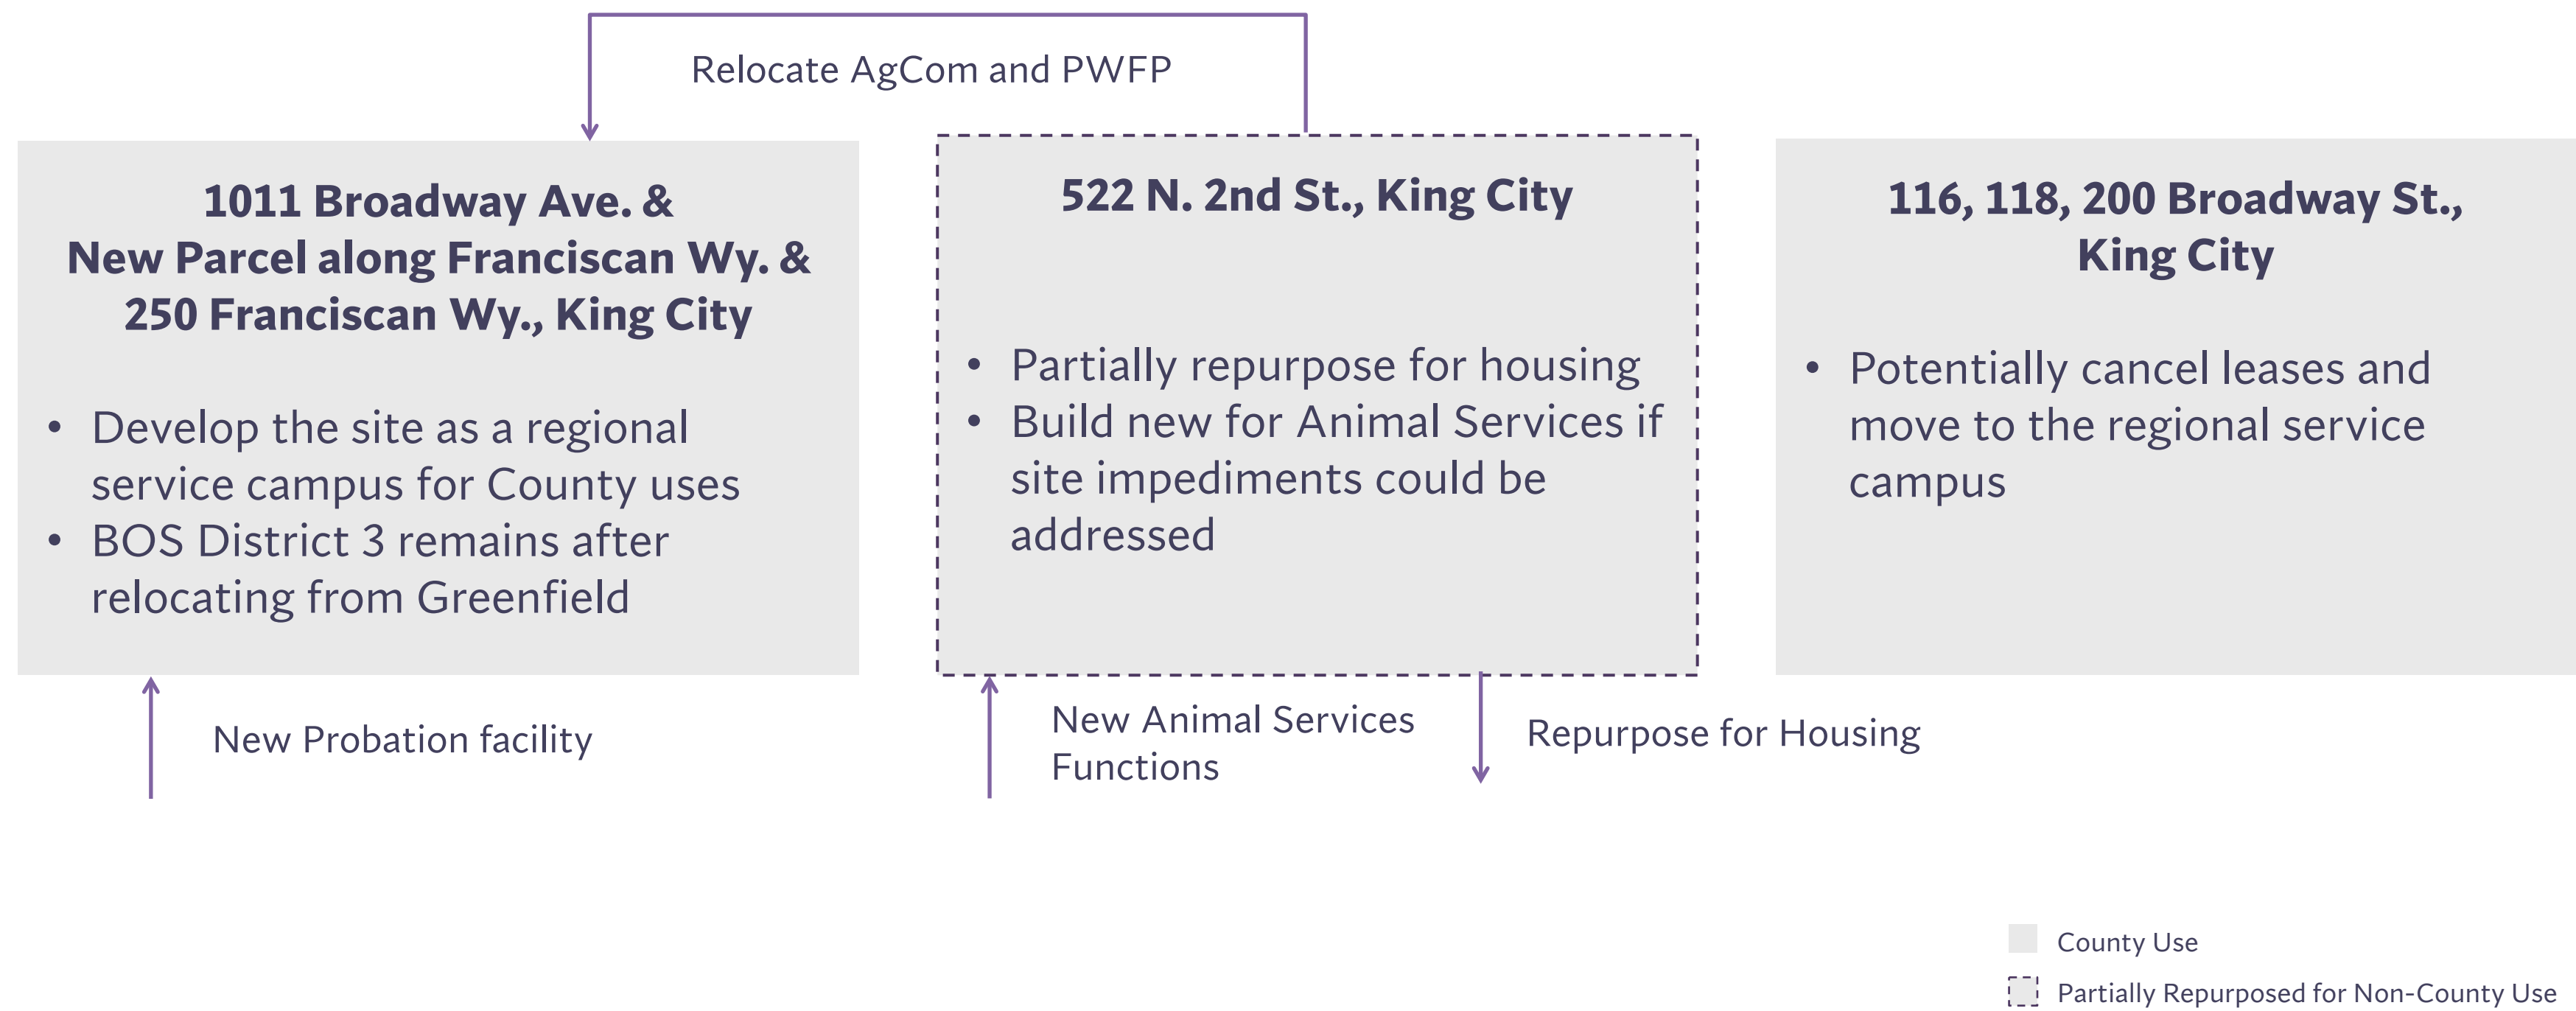 Relocate AgCom and PWFP
1011 Broadway Ave. &
New Parcel along Franciscan Wy. &
250 Franciscan Wy., King City
• Develop the site as a regional
service campus for County uses
• BOS District 3 remains after
relocating from Greenfield
522 N. 2nd St., King City
• Partially repurpose for housing
• Build new for Animal Services if
site impediments could be
addressed
116, 118, 200 Broadway St.,
King City
• Potentially cancel leases and
move to the regional service
campus
New Probation facility
New Animal Services
Functions
Repurpose for Housing
County Use
Partially Repurposed for Non-County Use